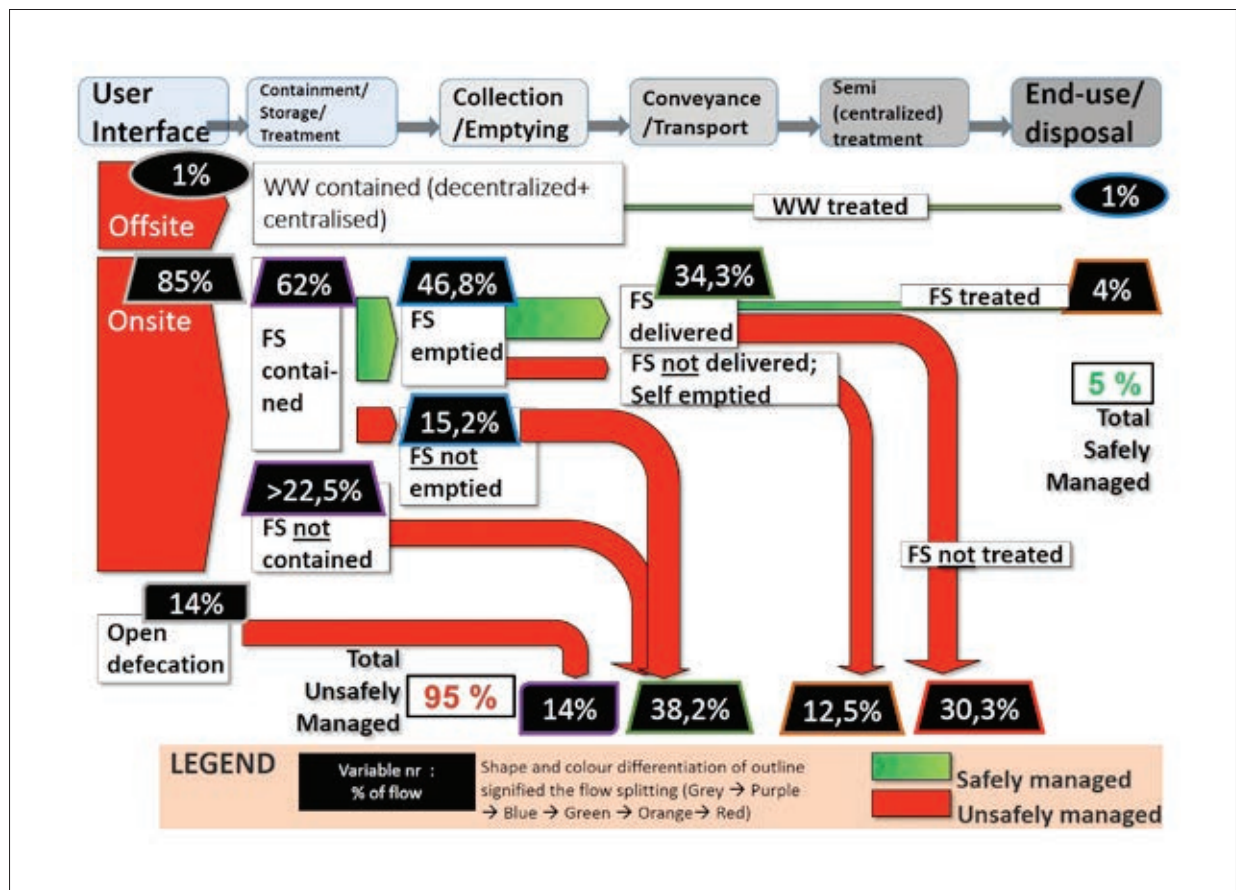 User
Interface
Containment/
Storage/
Treatment
Collection
/Emptying
Conveyance
/Transport
Semi
(centralized)
treatment
End-use/
disposal
1%
Offsite
WW contained (decentralized+
centralised)
WW treated
1%
85%
Onsite
62%
FS
contai-
ned
46,8%
FS
emptied
34,3%
FS
delivered
FS treated
4%
FS not delivered;
Self emptied
5 %
Total
Safely
Managed
15,2%
FS not
emptied
>22,5%
FS not
contained
FS not treated
14%
Open
defecation
Total
Unsafely
Managed
95 %
14%
38,2%
12,5%
30,3%
LEGEND
Variable nr :
% of flow
Shape and colour differentiation of outline
signified the flow splitting (Grey → Purple
→ Blue → Green → Orange→ Red)
Safely managed
Unsafely managed